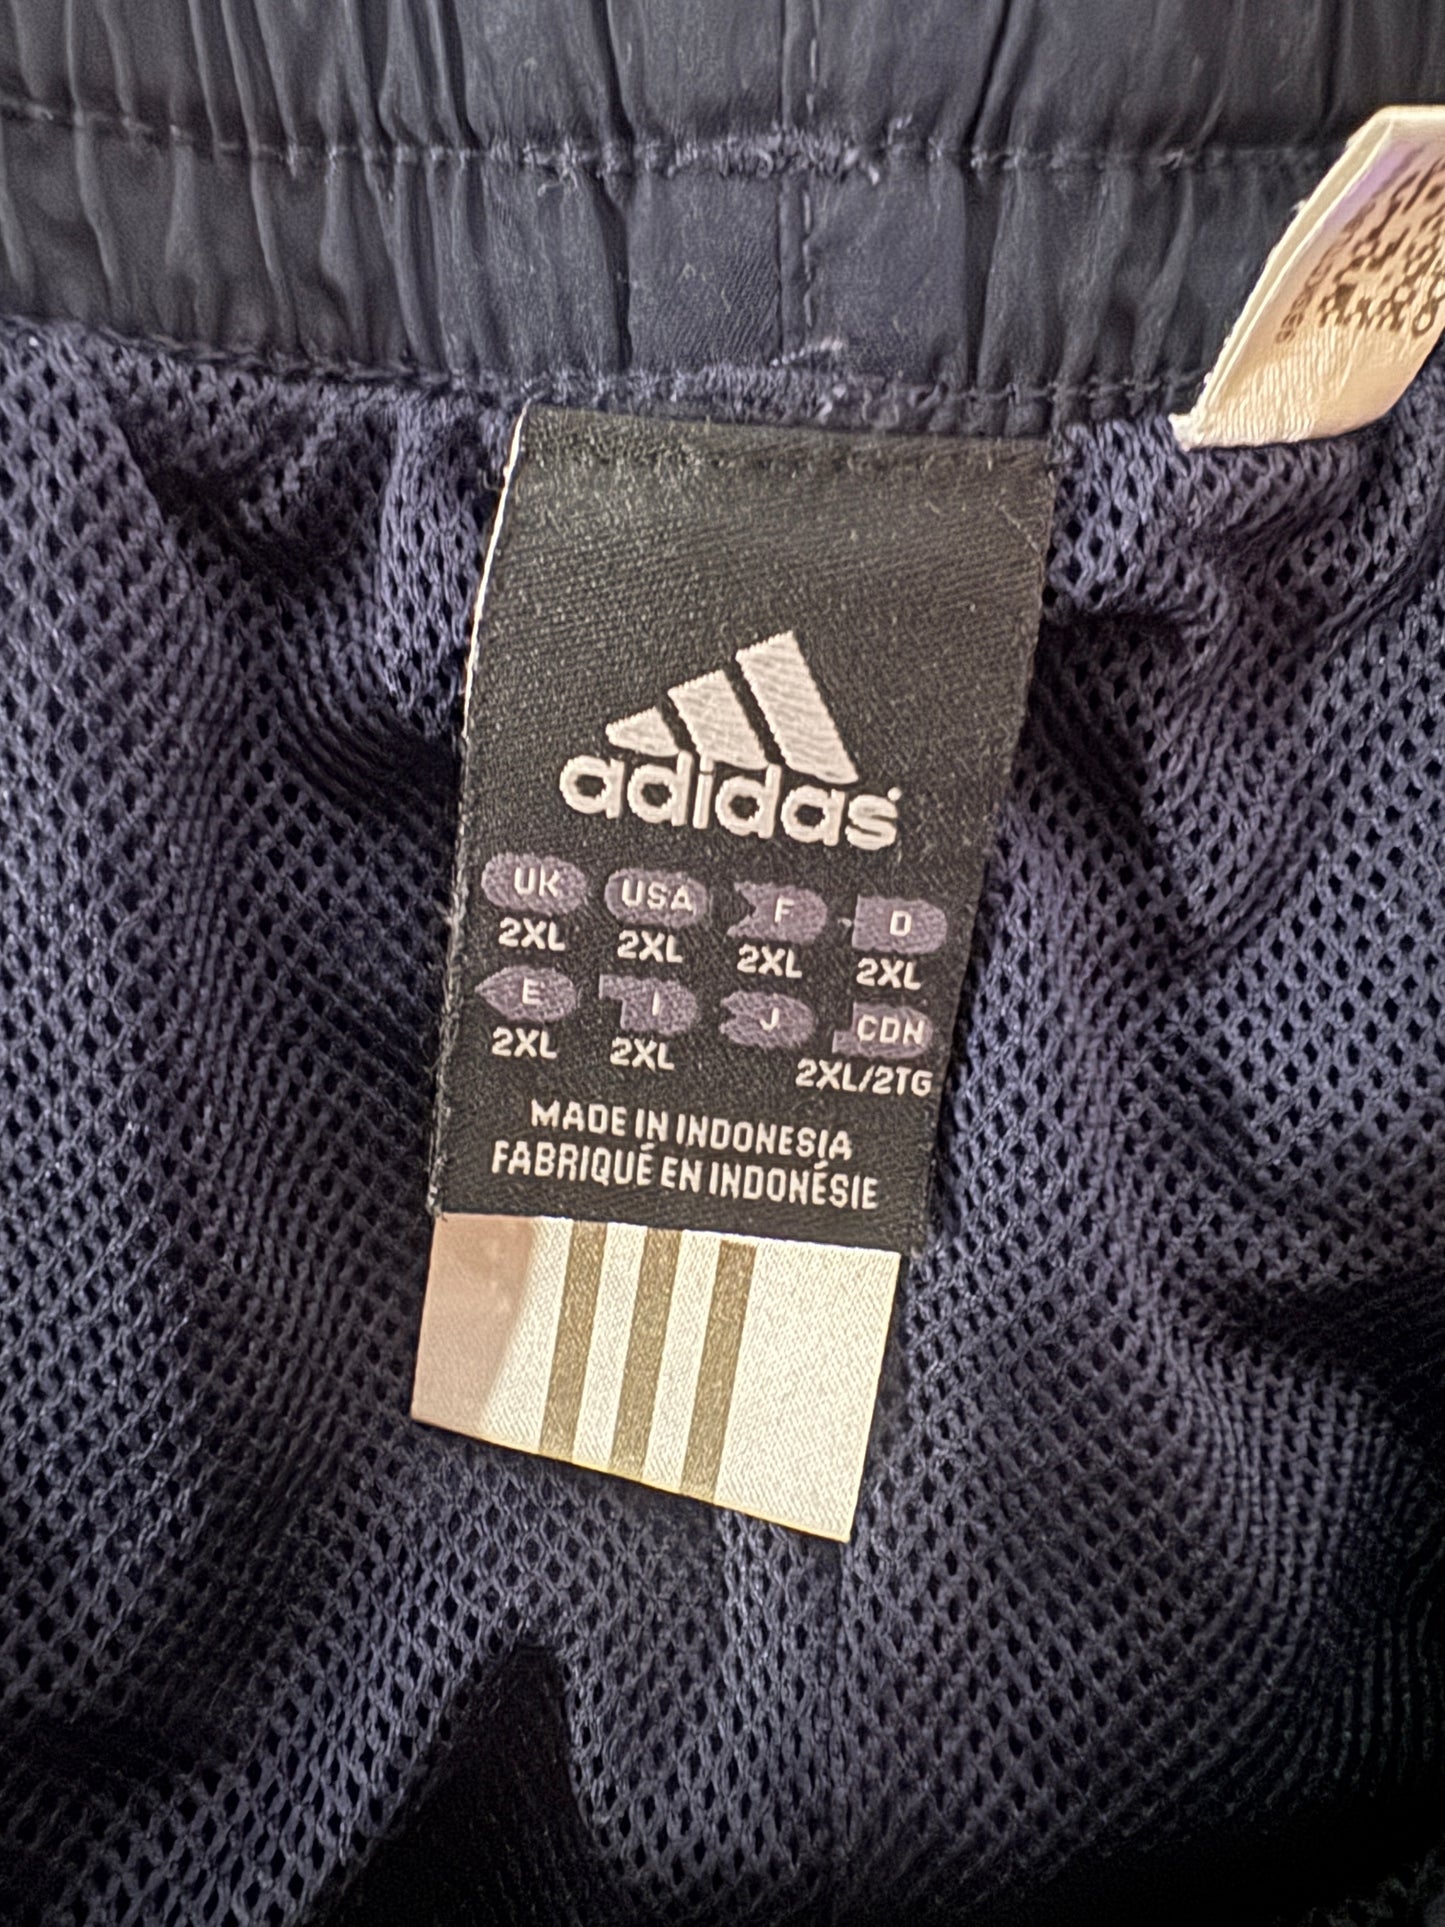 adidas
UK USA F D
2XL 2XL 2XL 2XL
E I J CDN
2XL 2XL 2XL/2TG
MADE IN INDONESIA
FABRIQUÉ EN INDONÉSIE